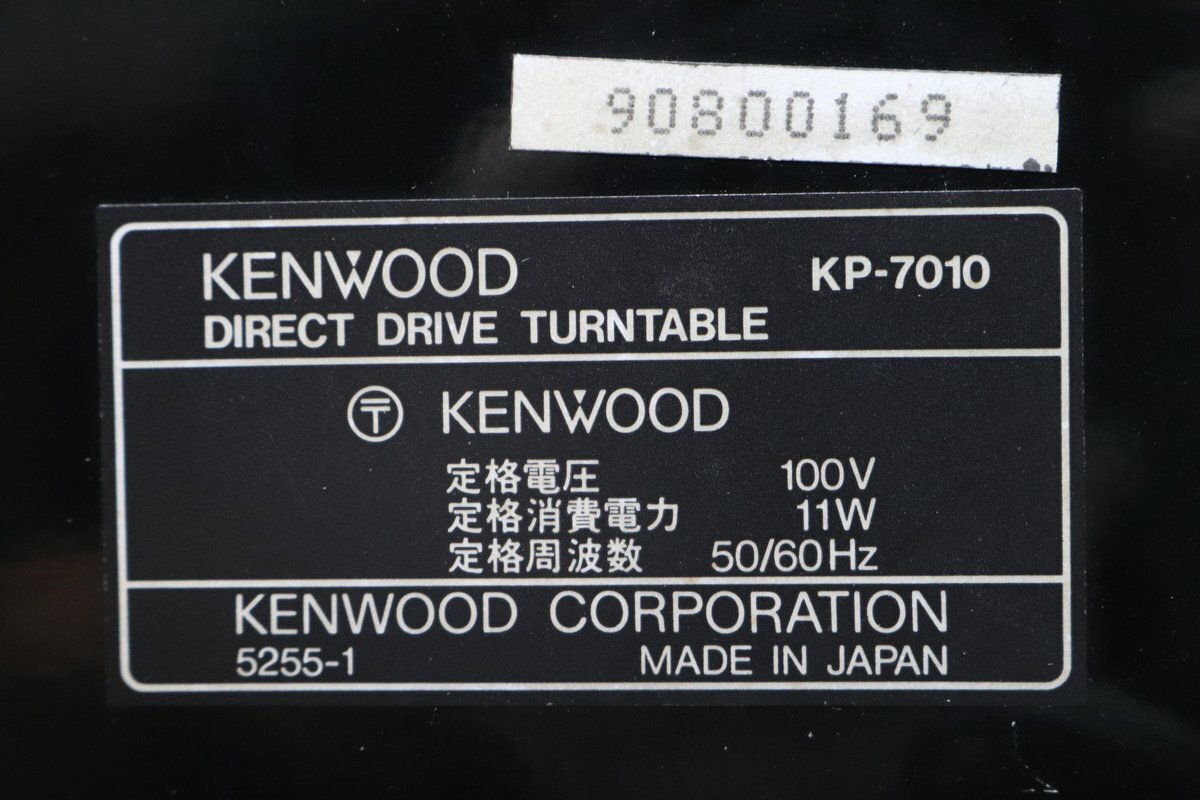 90800169
KENWOOD KP-7010
DIRECT DRIVE TURNTABLE
〒 KENWOOD
定格電圧 100V
定格消費電力 11W
定格周波数 50/60Hz
KENWOOD CORPORATION
5255-1 MADE IN JAPAN